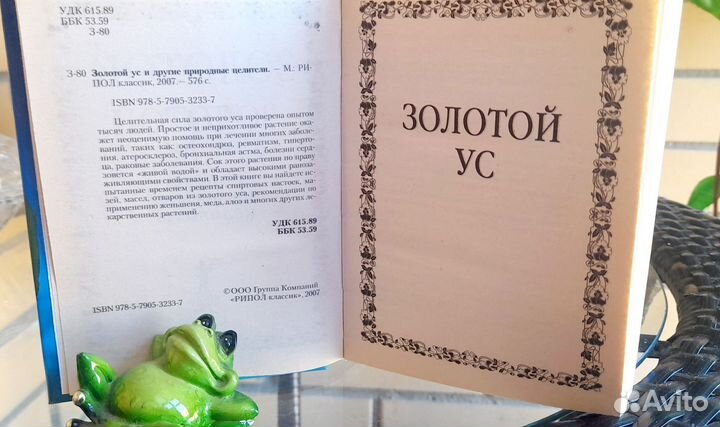 УДК 615.89
ББК 53.59
З-80
З-80 Золотой ус и другие природные целители. — М.: РИ-
ПОЛ классик, 2007. — 576 с.
ISBN 978-5-7905-3233-7
Целительная сила золотого уса проверена опытом
тысяч людей. Простое и неприхотливое растение ока-
жет неоценимую помощь при лечении многих заболе-
ваний, таких как: остеохондроз, ревматизм, гиперто-
ния, атеросклероз, бронхиальная астма, болезни сердца,
раковые заболевания. Сок этого растения по праву
зовется «живой водой» и обладает высокими раноза-
живляющими свойствами. В этой книге вы найдете ис-
пытанные временем рецепты спиртовых настоек, ма-
зей, масел, отваров из золотого уса, рекомендации по
применению женьшеня, меда, алоэ и многих других ле-
карственных растений.
УДК 615.89
ББК 53.59
© ООО Группа Компаний
«РИПОЛ классик», 2007
ISBN 978-5-7905-3233-7
ЗОЛОТОЙ
УС
Avito